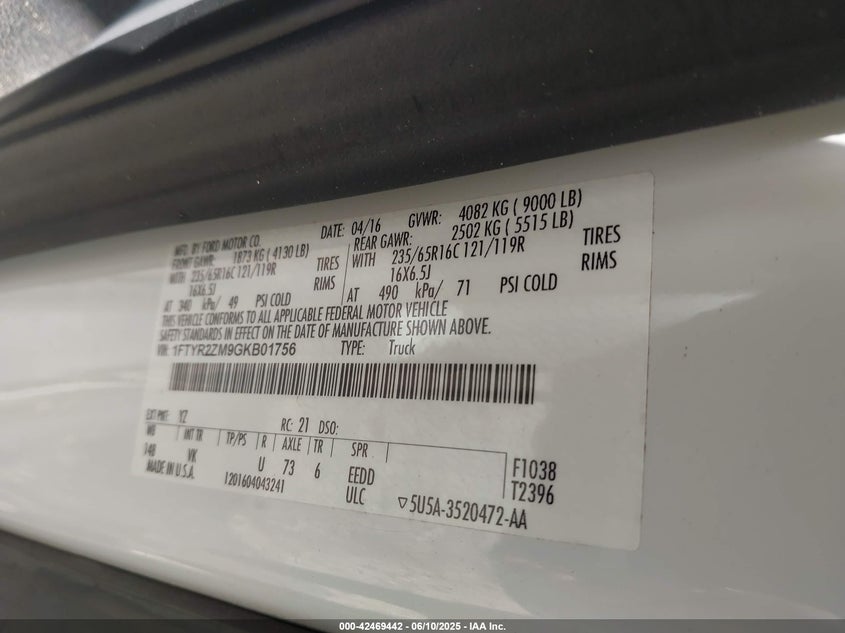 MFD. BY FORD MOTOR CO.
DATE: 04/16 GVWR: 4082 KG ( 9000 LB)
FRONT GAWR: 1873 KG ( 4130 LB) REAR GAWR: 2502 KG ( 5515 LB)
WITH 235/65R16C 121/119R TIRES WITH 235/65R16C 121/119R TIRES
16X6.5J RIMS 16X6.5J RIMS
AT 340 kPa/ 49 PSI COLD AT 490 kPa/ 71 PSI COLD
THIS VEHICLE CONFORMS TO ALL APPLICABLE FEDERAL MOTOR VEHICLE
SAFETY STANDARDS IN EFFECT ON THE DATE OF MANUFACTURE SHOWN ABOVE.
VIN: 1FTYR2ZM9GKB01756 TYPE: Truck
EXT PNT: YZ RC: 21 DSO:
WB INT TR TP/PS R AXLE TR SPR
148 VK U 73 6 EEDD F1038
MADE IN U.S.A. 1201604043241 ULC T2396
5U5A-3520472-AA
000-42469442 - 06/10/2025 - IAA Inc.